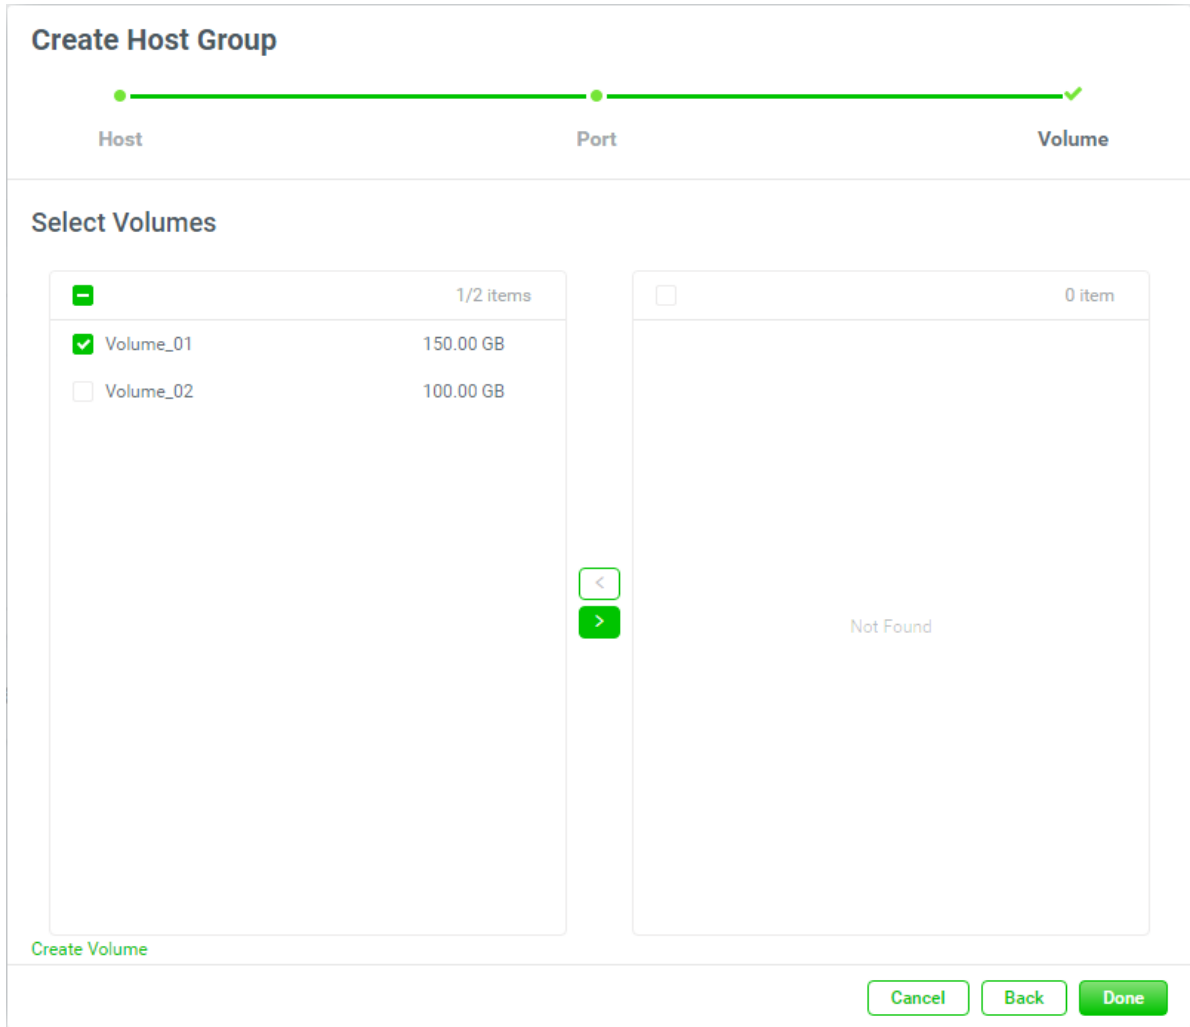 Create Host Group
Host Port Volume
Select Volumes
1/2 items
0 item
Volume_01 150.00 GB
Volume_02 100.00 GB
<
>
Not Found
Create Volume
Cancel Back Done